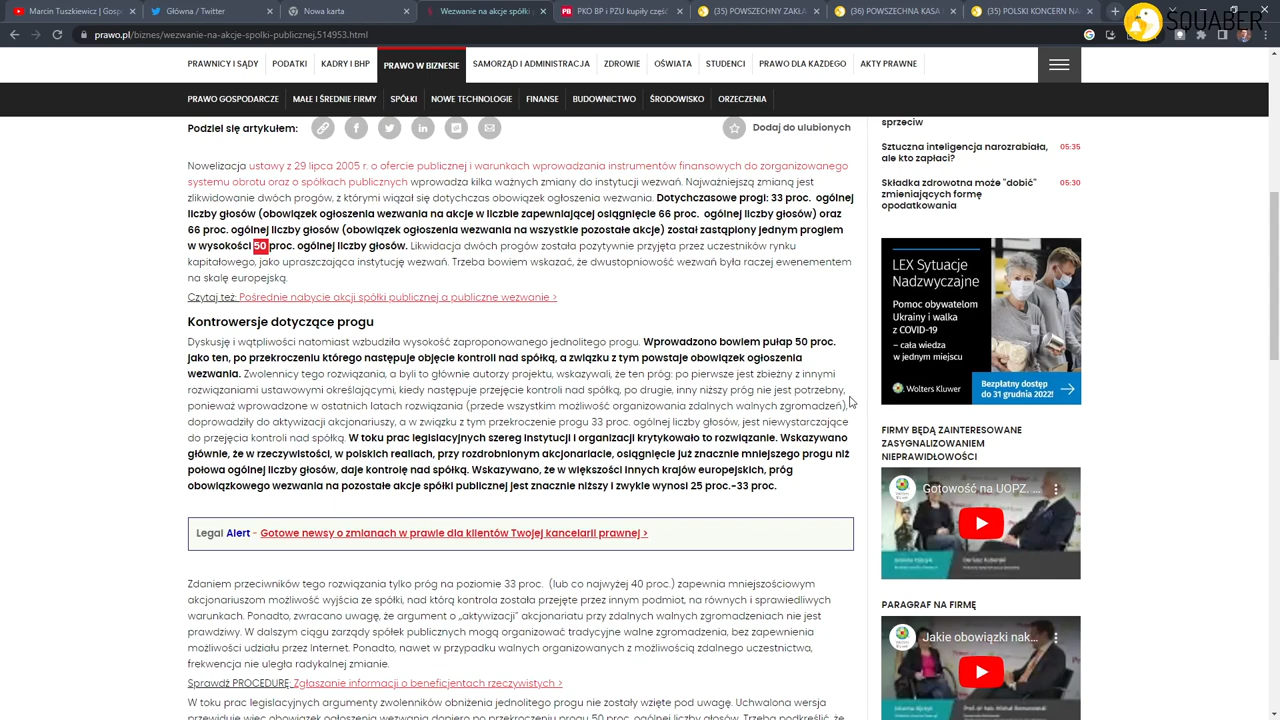 Marcin Tuszkiewicz | Gosp
Home / Twitter
Kanały
Wezwanie na akcje spółki - publi
PKO BP i PZU kupiły część
(35) POWSZECHNY ZAKŁA
(36) POWSZECHNA KASA
(35) POLSKI KONCERN NA
SQUABER
prawo.pl/biznes/wezwanie-na-akcje-spolki-publicznej,514953.html
PRAWNICY I SĄDY
PODATKI
KADRY I BHP
PRAWO W BIZNESIE
SAMORZĄD I ADMINISTRACJA
ZDROWIE
OŚWIATA
STUDENCI
PRAWO DLA KAŻDEGO
AKTY PRAWNE
PRAWO GOSPODARCZE
MAŁE I ŚREDNIE FIRMY
SPÓŁKI
NOWE TECHNOLOGIE
FINANSE
BUDOWNICTWO
ŚRODOWISKO
ORZECZENIA
Podziel się artykułem:
Dodaj do ulubionych
Nowelizacja ustawy z 29 lipca 2005 r. o ofercie publicznej i warunkach wprowadzania instrumentów finansowych do zorganizowanego
systemu obrotu oraz o spółkach publicznych wprowadza kilka ważnych zmiany do instytucji wezwań. Najważniejszą zmianą jest
zlikwidowanie dwóch progów, z którymi wiązał się dotychczas obowiązek ogłoszenia wezwania. Dotychczasowe progi: 33 proc. ogólnej
liczby głosów (obowiązek ogłoszenia wezwania na akcje w liczbie zapewniającej osiągnięcie 66 proc. ogólnej liczby głosów) oraz
66 proc. ogólnej liczby głosów (obowiązek ogłoszenia wezwania na wszystkie pozostałe akcje) został zastąpiony jednym progiem
w wysokości 50 proc. ogólnej liczby głosów. Likwidacja dwóch progów została pozytywnie przyjęta przez uczestników rynku
kapitałowego, jako upraszczająca instytucję wezwań. Trzeba bowiem wskazać, że dwustopniowość wezwań była raczej ewenementem
na skalę europejską.
Czytaj też: Pośrednie nabycie akcji spółki publicznej a publiczne wezwanie >
Kontrowersje dotyczące progu
Dyskusję i wątpliwości natomiast wzbudziła wysokość zaproponowanego jednolitego progu. Wprowadzono bowiem pułap 50 proc.
jako ten, po przekroczeniu którego następuje objęcie kontroli nad spółką, a związku z tym powstaje obowiązek ogłoszenia
wezwania. Zwolennicy tego rozwiązania, a byli to głównie autorzy projektu, wskazywali, że ten próg: po pierwsze jest zbieżny z innymi
rozwiązaniami ustawowymi określającymi, kiedy następuje przejęcie kontroli nad spółką, po drugie, inny niższy próg nie jest potrzebny,
ponieważ wprowadzone w ostatnich latach rozwiązania (przede wszystkim możliwość organizowania zdalnych walnych zgromadzeń),
doprowadziły do aktywizacji akcjonariuszy, a w związku z tym przekroczenie progu 33 proc. ogólnej liczby głosów, jest niewystarczające
do przejęcia kontroli nad spółką. W toku prac legislacyjnych szereg instytucji i organizacji krytykowało to rozwiązanie. Wskazywano
głównie, że w rzeczywistości, w polskich realiach, przy rozdrobnionym akcjonariacie, osiągnięcie już znacznie mniejszego progu niż
połowa ogólnej liczby głosów, daje kontrolę nad spółką. Wskazywano, że w większości innych krajów europejskich, próg
obowiązkowego wezwania na pozostałe akcje spółki publicznej jest znacznie niższy i zwykle wynosi 25 proc.-33 proc.
Legal Alert - Gotowe newsy o zmianach w prawie dla klientów Twojej kancelarii prawnej >
Zdaniem przeciwników tego rozwiązania tylko próg na poziomie 33 proc. (lub co najwyżej 40 proc.) zapewni mniejszościowym
akcjonariuszom możliwość wyjścia ze spółki, nad którą kontrola została przejęte przez innym podmiot, na równych i sprawiedliwych
warunkach. Ponadto, zwracano uwagę, że argument o „aktywizacji" akcjonariatu przy zdalnych walnych zgromadzeniach nie jest
prawdziwy. W dalszym ciągu zarządy spółek publicznych mogą organizować tradycyjne walne zgromadzenia, bez zapewnienia
możliwości zdalnego udziału. Ponadto, nawet w przypadku walnych organizowanych z możliwością zdalnego uczestnictwa,
frekwencja nie uległa radykalnej zmianie.
Sprawdź PROCEDURĘ: Zgłaszanie informacji o beneficjentach rzeczywistych >
W toku prac legislacyjnych argumenty zwolenników obniżenia jednolitego progu nie zostały wzięte pod uwagę. Uchwalona wersja
sprzeciw
Sztuczna inteligencja narozrabiała,
ale kto zapłaci?
05:35
Składka zdrowotna może "dobić"
zmieniających formę
opodatkowania
05:30
LEX Sytuacje
Nadzwyczajne
Pomoc obywatelom
Ukrainy i walka
z COVID-19
– cała wiedza
w jednym miejscu
Wolters Kluwer
Bezpłatny dostęp
do 31 grudnia 2022!
FIRMY BĘDĄ ZAINTERESOWANE
ZASYGNALIZOWANIEM
NIEPRAWIDŁOWOŚCI
Gotowość na UOPZ. ...
PARAGRAF NA FIRMĘ
Jakie obowiązki nak...